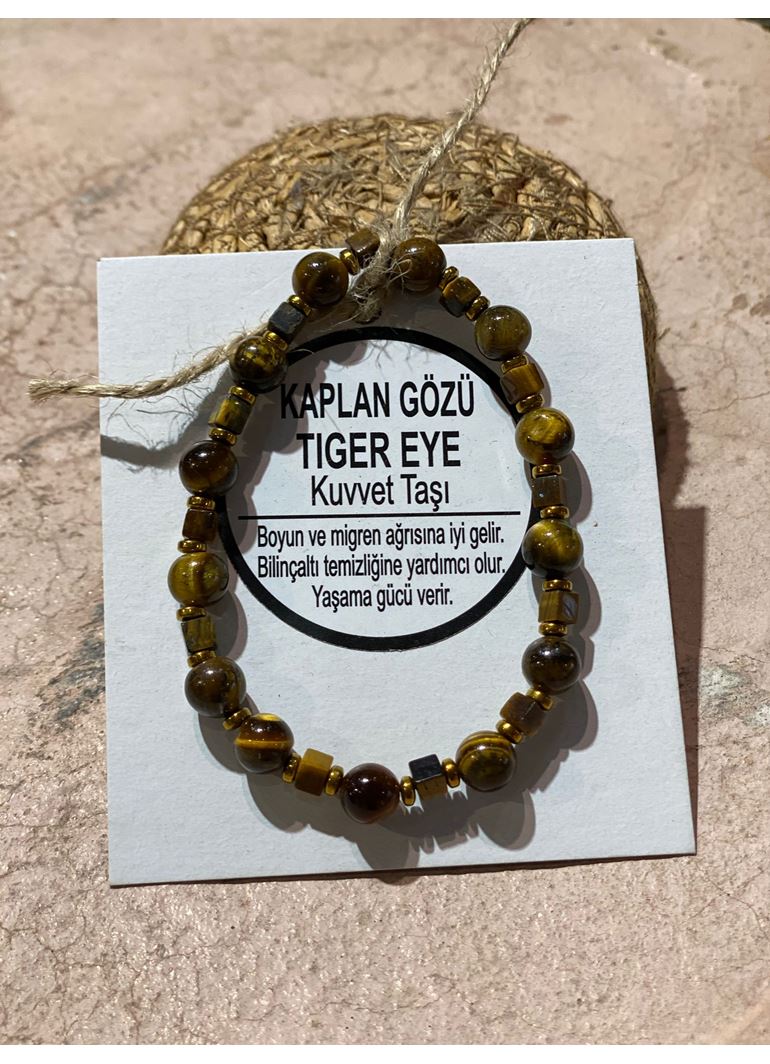 KAPLAN GÖZÜ
TIGER EYE
Kuvvet Taşı
Boyun ve migren ağrısına iyi gelir.
Bilinçaltı temizliğine yardımcı olur.
Yaşama gücü verir.